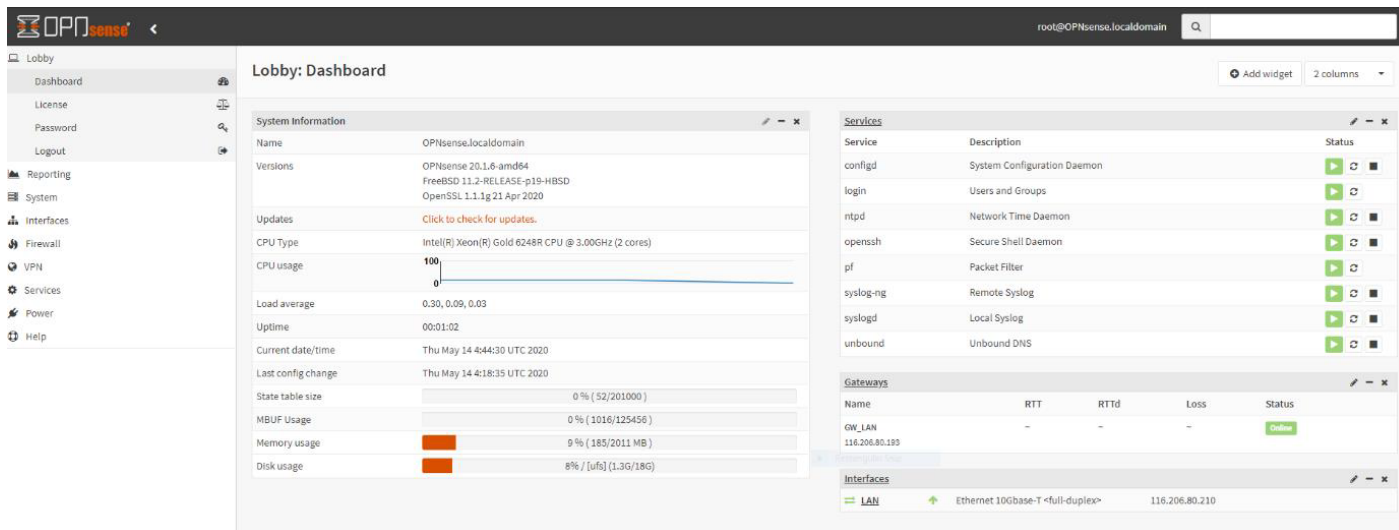 OPNsense
root@OPNsense.localdomain
Lobby
Dashboard
License
Password
Logout
Reporting
System
Interfaces
Firewall
VPN
Services
Power
Help
Lobby: Dashboard
Add widget
2 columns
System Information
Name OPNsense.localdomain
Versions OPNsense 20.1.6-amd64
FreeBSD 11.2-RELEASE-p19-HBSD
OpenSSL 1.1.1g 21 Apr 2020
Updates Click to check for updates.
CPU Type Intel(R) Xeon(R) Gold 6248R CPU @ 3.00GHz (2 cores)
CPU usage 100
0
Load average 0.30, 0.09, 0.03
Uptime 00:01:02
Current date/time Thu May 14 4:44:30 UTC 2020
Last config change Thu May 14 4:18:35 UTC 2020
State table size 0 % ( 52/201000 )
MBUF Usage 0 % ( 1016/125456 )
Memory usage 9 % ( 185/2011 MB )
Disk usage 8% / [ufs] (1.3G/18G)
Services
Service Description Status
configd System Configuration Daemon
login Users and Groups
ntpd Network Time Daemon
openssh Secure Shell Daemon
pf Packet Filter
syslog-ng Remote Syslog
syslogd Local Syslog
unbound Unbound DNS
Gateways
Name RTT RTTd Loss Status
GW_LAN ~ ~ ~ Online
116.206.80.193
Interfaces
LAN Ethernet 10Gbase-T <full-duplex> 116.206.80.210